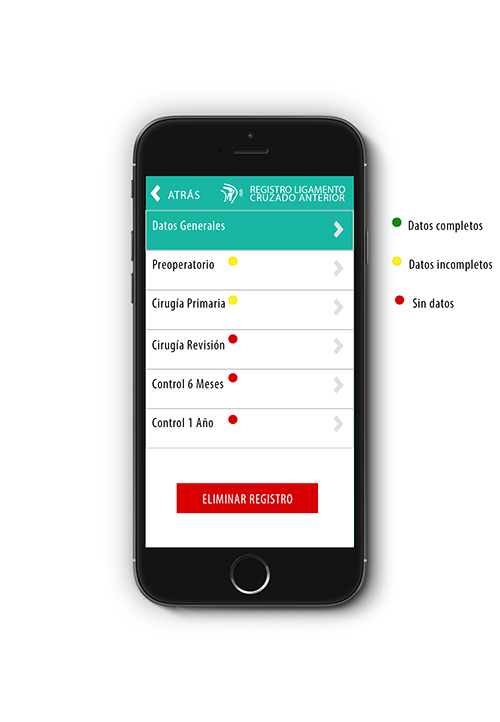 ATRÁS
REGISTRO LIGAMENTO
CRUZADO ANTERIOR
Datos Generales
Preoperatorio
Cirugía Primaria
Cirugía Revisión
Control 6 Meses
Control 1 Año
ELIMINAR REGISTRO
Datos completos
Datos incompletos
Sin datos